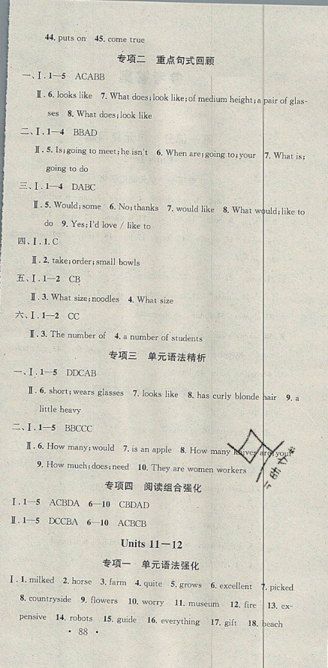 44. puts on  45. come true
专项二  重点句式回顾
一、Ⅰ. 1—5  ACABB
Ⅱ. 6. looks like  7. What does;look like;of medium height;a pair of glas-
ses  8. What does;look like
二、Ⅰ. 1—4  BBAD
Ⅱ. 5. Is;going to meet;he isn't  6. When are;going to;your  7. What is;
going to do
三、Ⅰ. 1—4  DABC
Ⅱ. 5. Would;some  6. No;thanks  7. would like  8. What would;like to
do  9. Yes;I'd love / like to
四、Ⅰ. 1. C
Ⅱ. 2. take;order;small bowls
五、Ⅰ. 1—2  CB
Ⅱ. 3. What size;noodles  4. What size
六、Ⅰ. 1—2  CC
Ⅱ. 3. The number of  4. a number of students
专项三  单元语法精析
一、Ⅰ. 1—5  DDCAB
Ⅱ. 6. short;wears glasses  7. looks like  8. has curly blonde hair  9. a
little heavy
二、Ⅰ. 1—5  BBCCC
Ⅱ. 6. How many;would  7. is an apple  8. How many knives are;your
9. How much;does;need  10. They are women workers
专项四  阅读组合强化
Ⅰ. 1—5  ACBDA  6—10  CBDAD
Ⅱ. 1—5  DCCBA  6—10  ACBCB
Units 11—12
专项一  单元语法强化
Ⅰ. 1. milked  2. horse  3. farm  4. quite  5. grows  6. excellent  7. picked
8. countryside  9. flowers  10. worry  11. museum  12. fire  13. ex-
pensive  14. robots  15. guide  16. everything  17. gift  18. beach
• 88 •